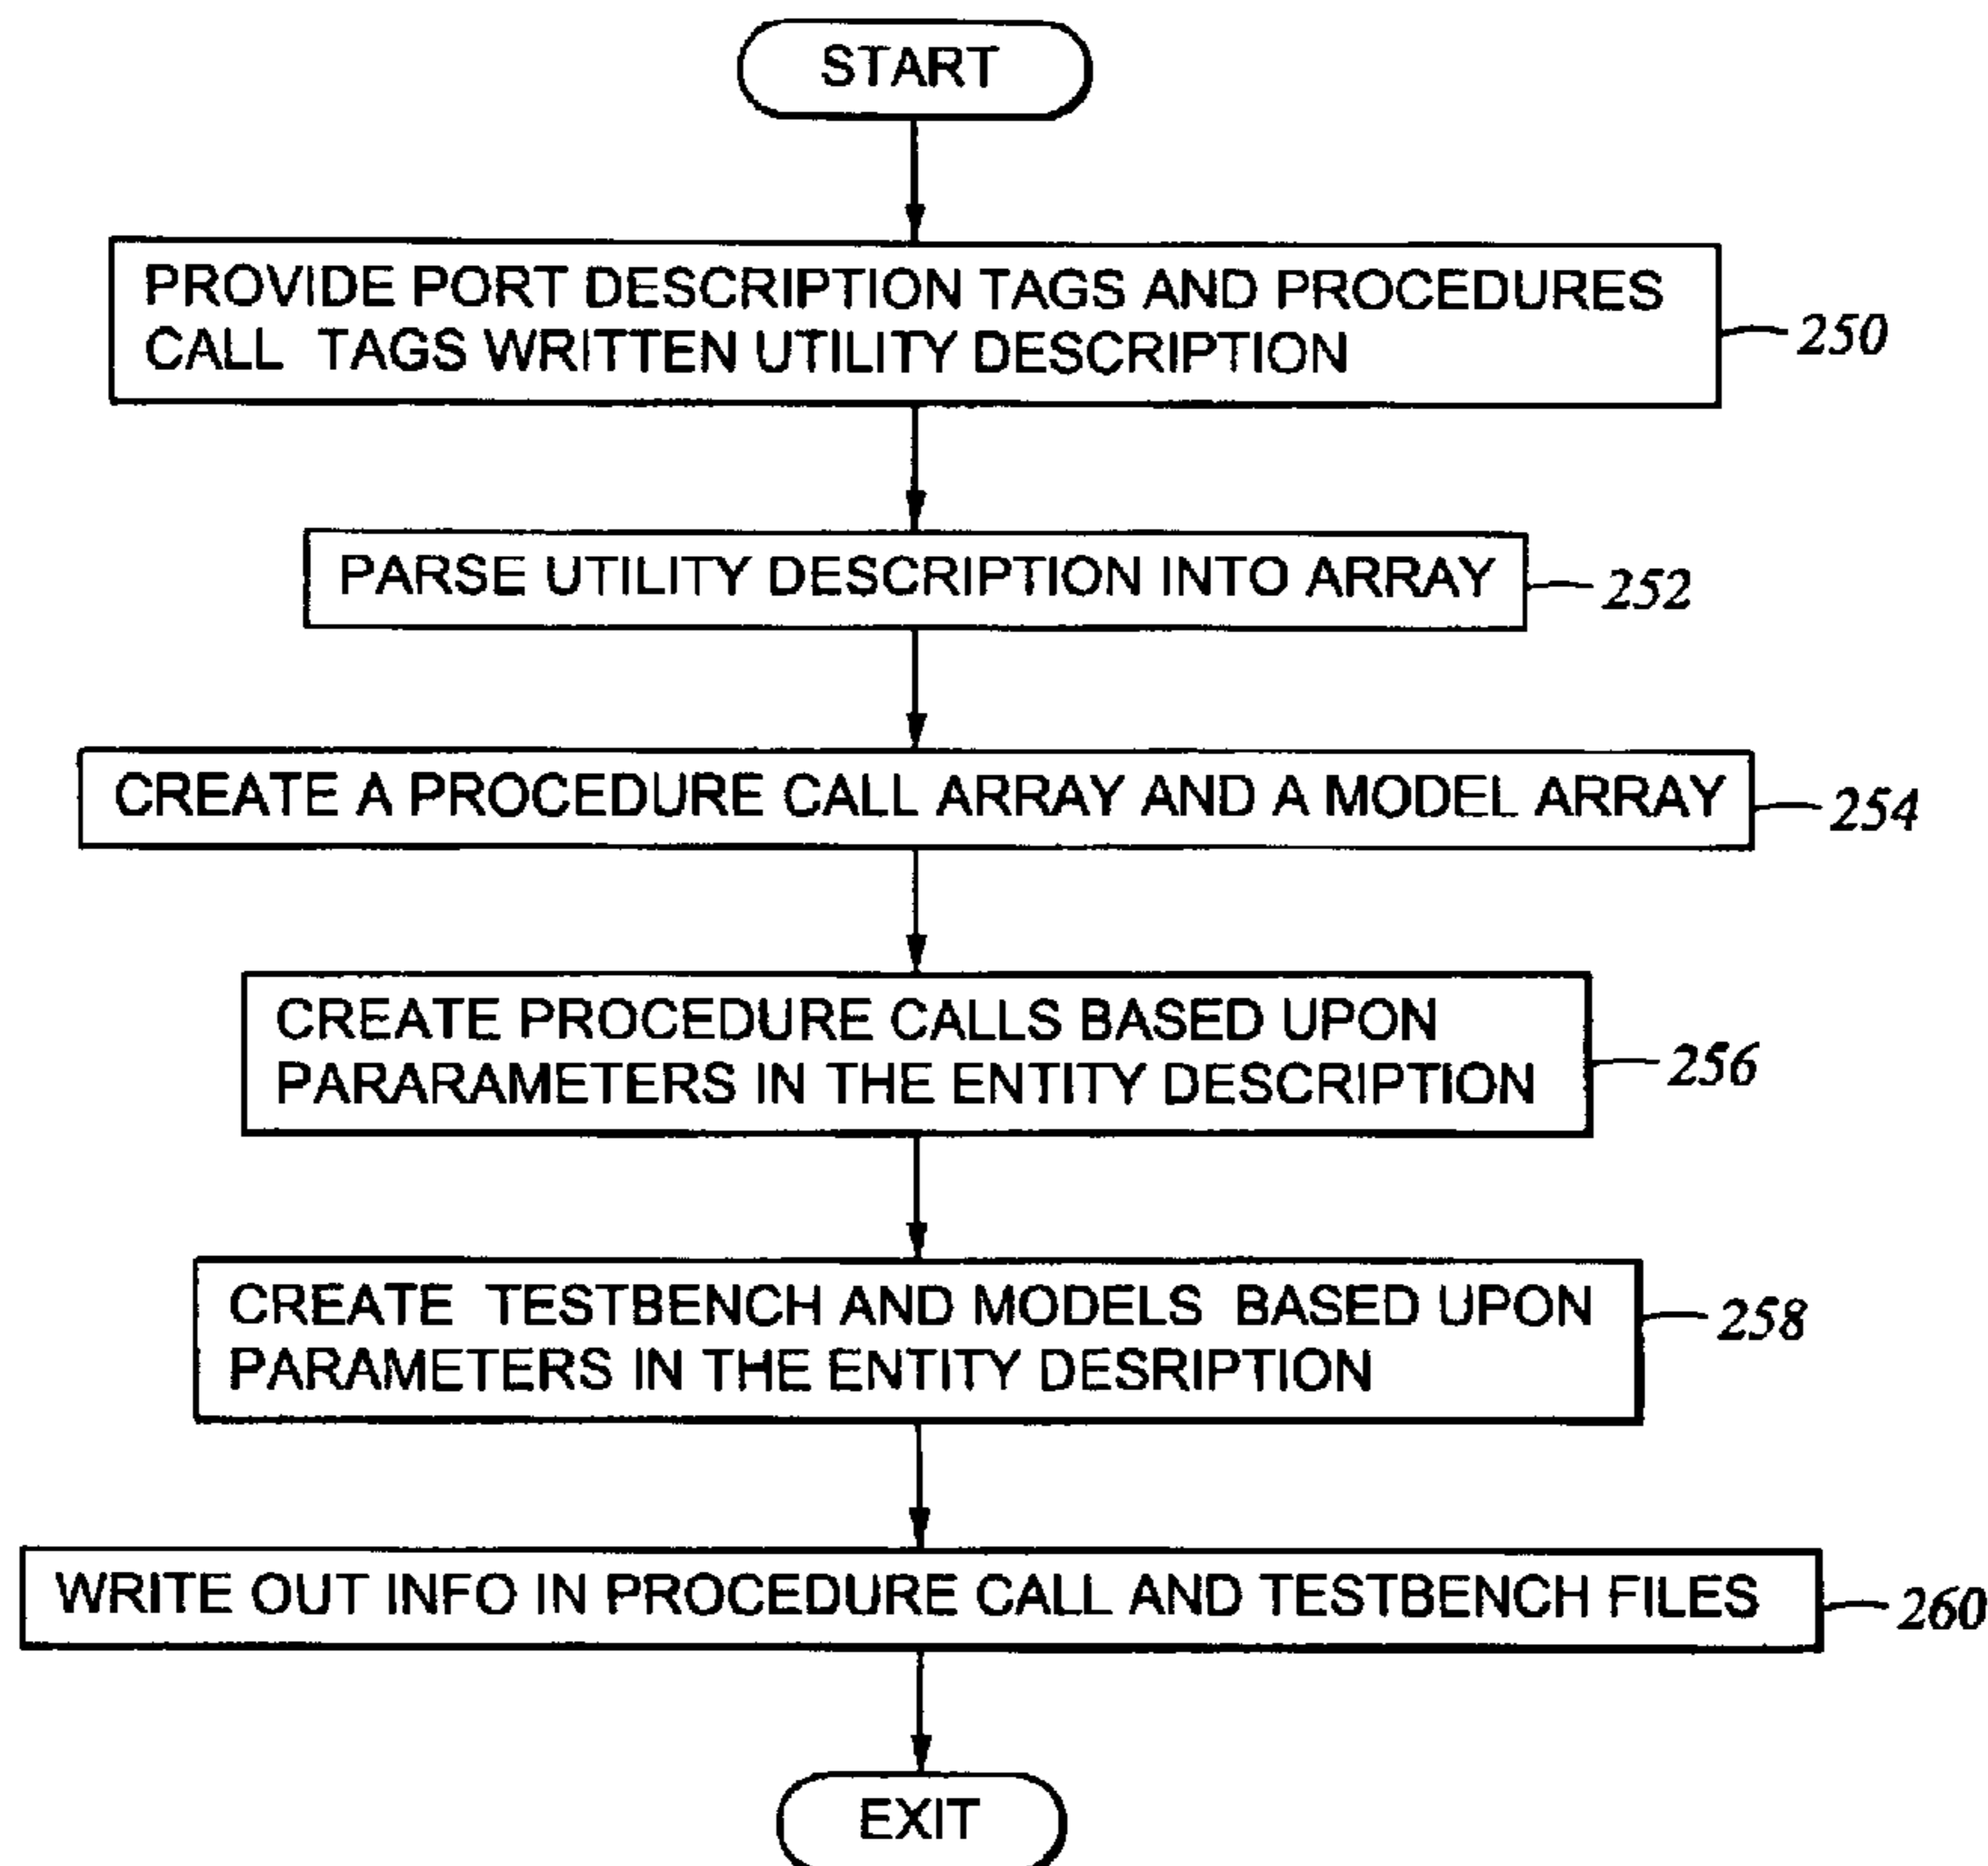 START
PROVIDE PORT DESCRIPTION TAGS AND PROCEDURES
CALL TAGS WRITTEN UTILITY DESCRIPTION
250
PARSE UTILITY DESCRIPTION INTO ARRAY
252
CREATE A PROCEDURE CALL ARRAY AND A MODEL ARRAY
254
CREATE PROCEDURE CALLS BASED UPON
PARARAMETERS IN THE ENTITY DESCRIPTION
256
CREATE TESTBENCH AND MODELS BASED UPON
PARAMETERS IN THE ENTITY DESRIPTION
258
WRITE OUT INFO IN PROCEDURE CALL AND TESTBENCH FILES
260
EXIT